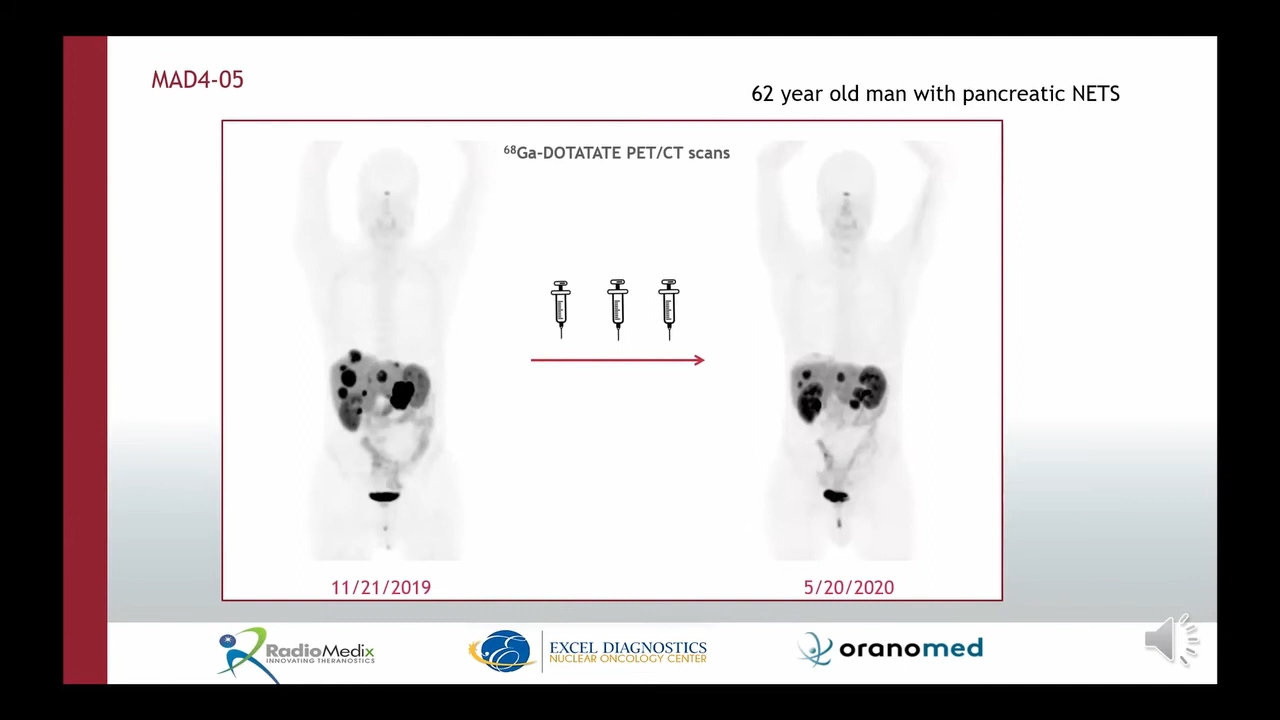 MAD4-05
62 year old man with pancreatic NETS
⁶⁸Ga-DOTATATE PET/CT scans
11/21/2019
5/20/2020
RadioMedix
INNOVATING THERANOSTICS
EXCEL DIAGNOSTICS
NUCLEAR ONCOLOGY CENTER
oranomed